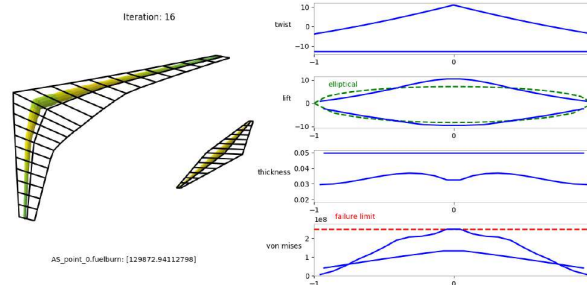 Iteration: 16
AS_point_0.fuelburn: [129872.94112798]
twist
10
0
−10
−1
0
lift
elliptical
10
0
−10
−1
0
thickness
0.05
0.04
0.03
0.02
−1
0
1e8
von mises
failure limit
2
1
0
−1
0